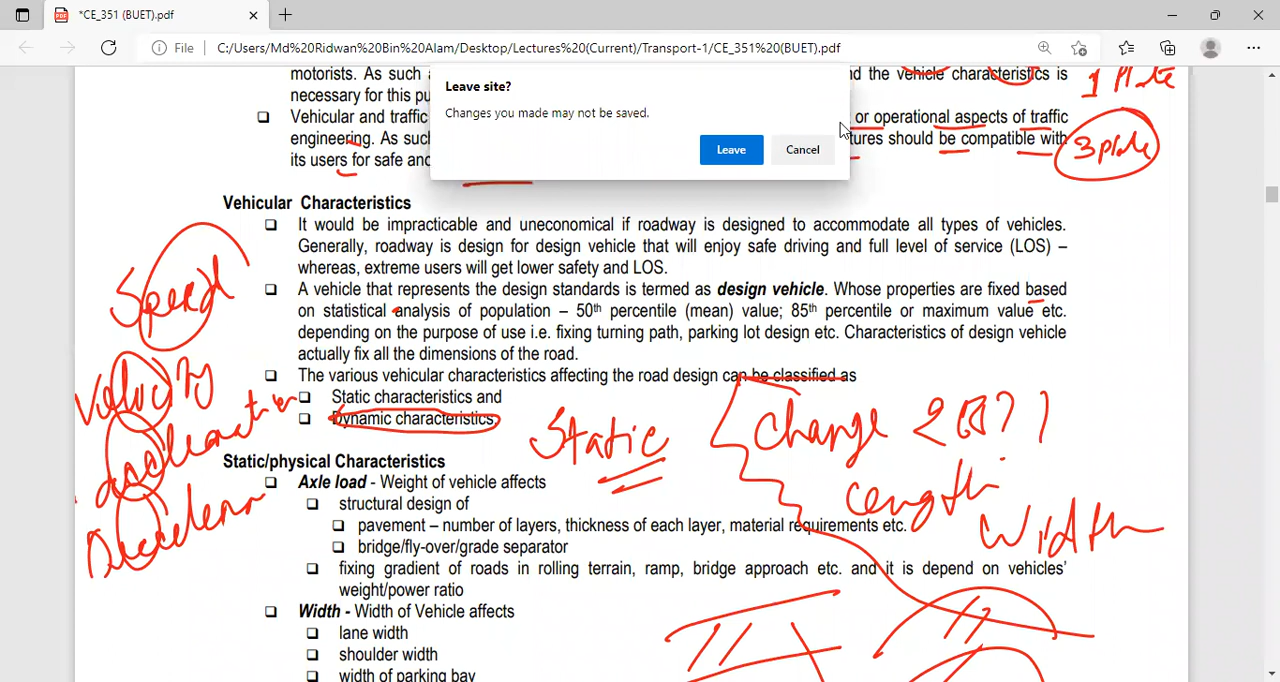 *CE_351 (BUET).pdf
File C:/Users/Md%20Ridwan%20Bin%20Alam/Desktop/Lectures%20(Current)/Transport-1/CE_351%20(BUET).pdf
Leave site?
Changes you made may not be saved.
Leave Cancel
motorists. As such and the vehicle characteristics is
necessary for this
1 Plate
Vehicular and traffic or operational aspects of traffic
engineering. As such should be compatible with
its users for safe and
3 plate
Vehicular Characteristics
It would be impracticable and uneconomical if roadway is designed to accommodate all types of vehicles.
Generally, roadway is design for design vehicle that will enjoy safe driving and full level of service (LOS) –
whereas, extreme users will get lower safety and LOS.
A vehicle that represents the design standards is termed as design vehicle. Whose properties are fixed based
on statistical analysis of population – 50th percentile (mean) value; 85th percentile or maximum value etc.
depending on the purpose of use i.e. fixing turning path, parking lot design etc. Characteristics of design vehicle
actually fix all the dimensions of the road.
The various vehicular characteristics affecting the road design can be classified as
Static characteristics and
Dynamic characteristics.
Speed
Velocity
Static
Change
Length
Width
Static/physical Characteristics
Axle load - Weight of vehicle affects
structural design of
pavement – number of layers, thickness of each layer, material requirements etc.
bridge/fly-over/grade separator
fixing gradient of roads in rolling terrain, ramp, bridge approach etc. and it is depend on vehicles'
weight/power ratio
Width - Width of Vehicle affects
lane width
shoulder width
width of parking bay